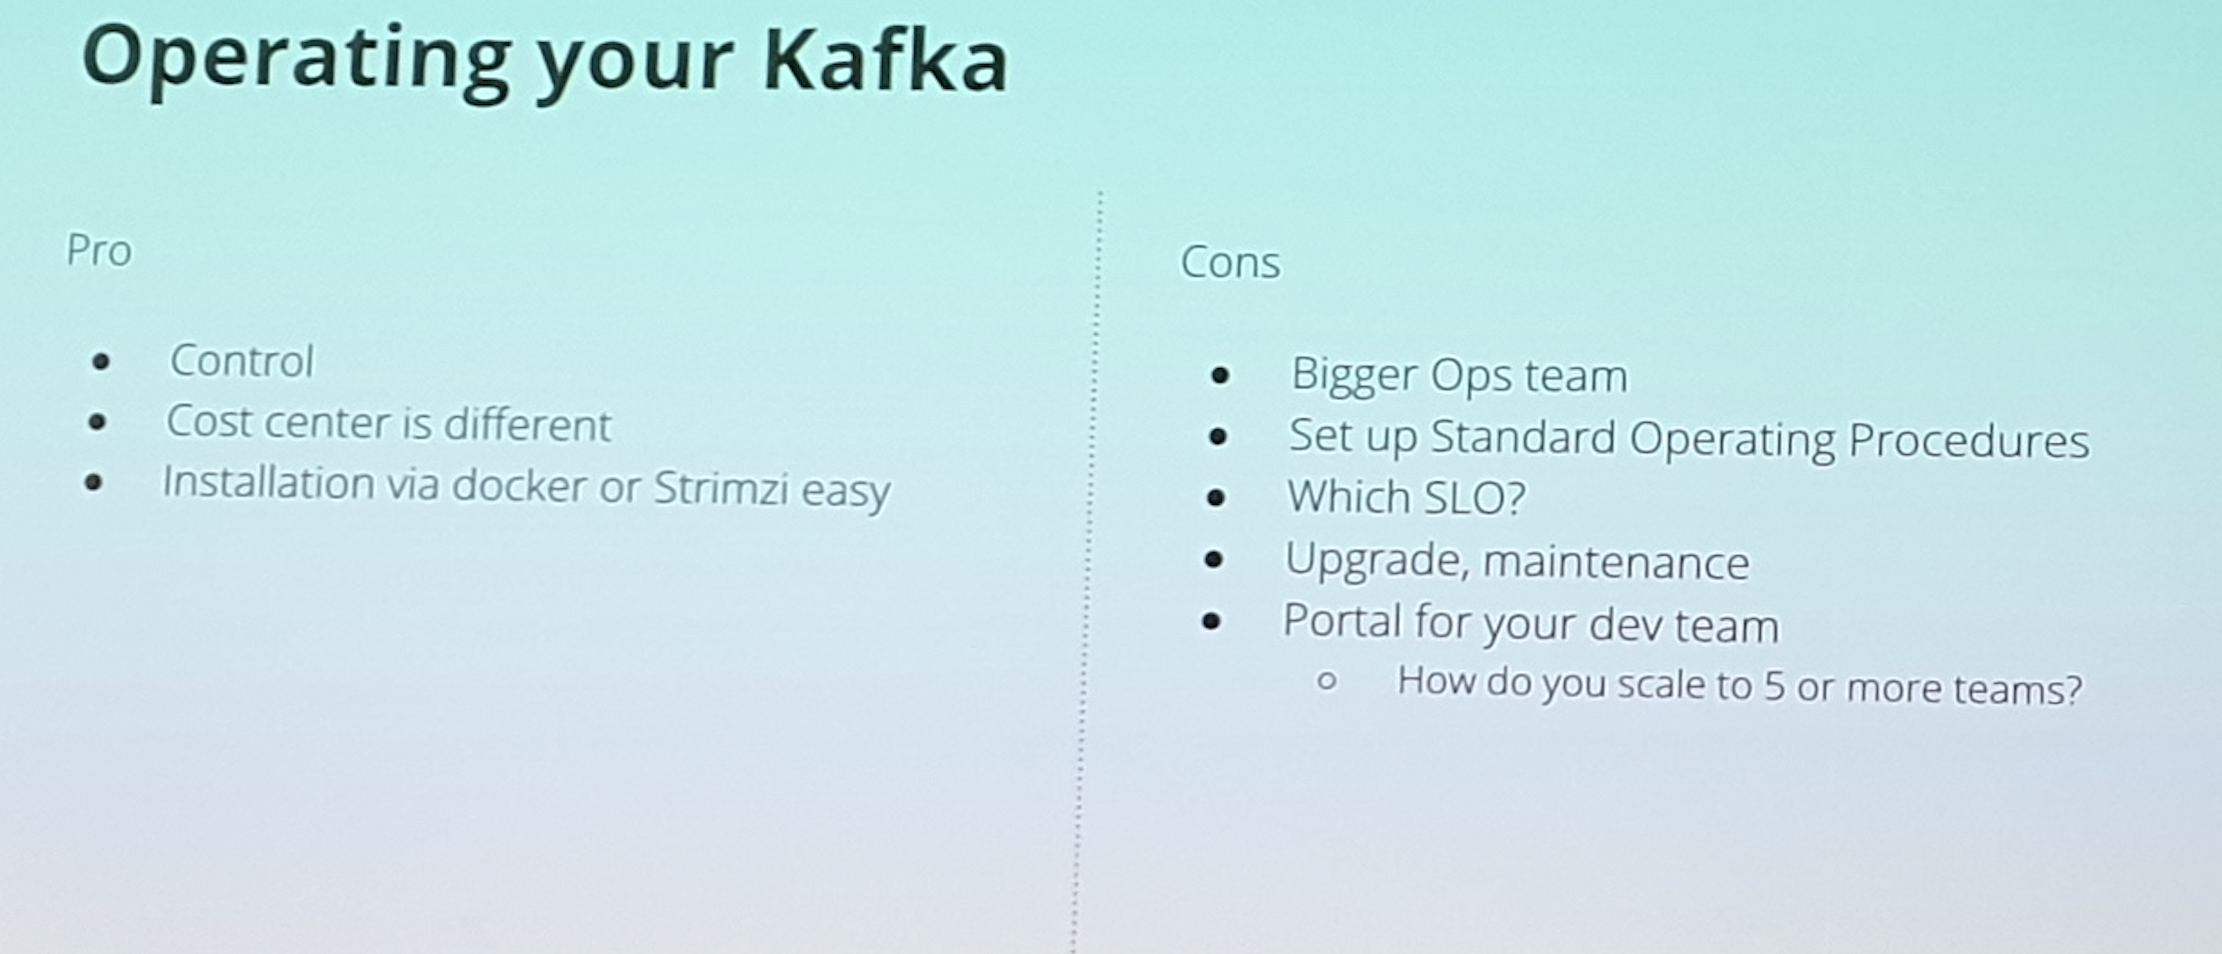 Operating your Kafka
Pro
Control
Cost center is different
Installation via docker or Strimzi easy
Cons
Bigger Ops team
Set up Standard Operating Procedures
Which SLO?
Upgrade, maintenance
Portal for your dev team
How do you scale to 5 or more teams?